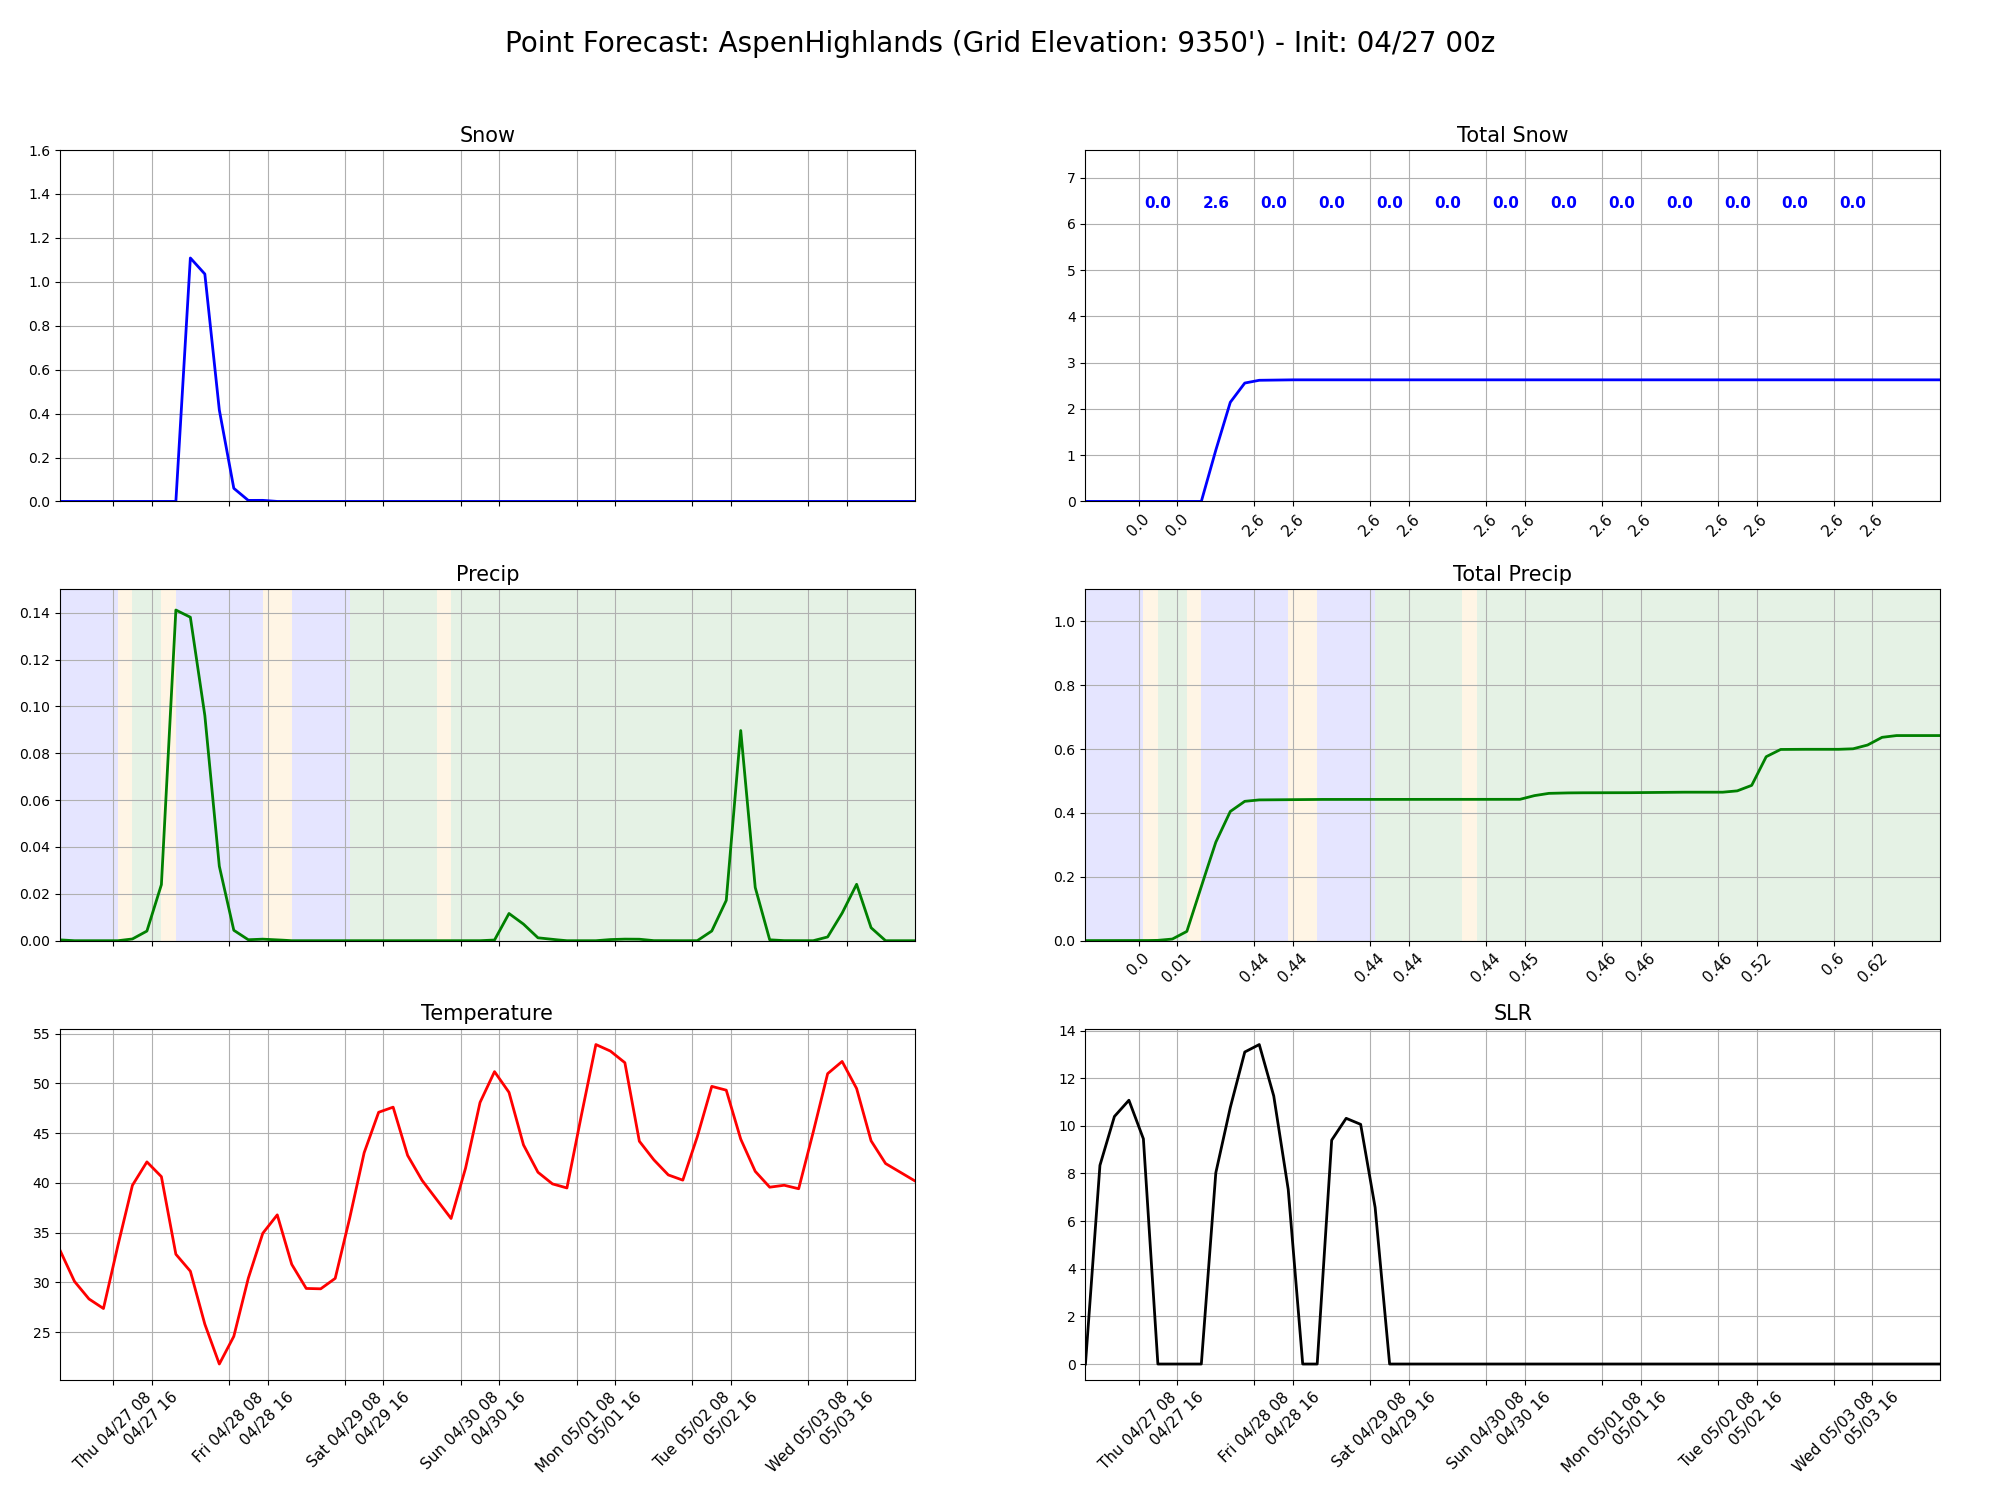 Point Forecast: AspenHighlands (Grid Elevation: 9350') - Init: 04/27 00z
Snow
1.6
1.4
1.2
1.0
0.8
0.6
0.4
0.2
0.0
Total Snow
7
6
5
4
3
2
1
0
0.0 2.6 0.0 0.0 0.0 0.0 0.0 0.0 0.0 0.0 0.0 0.0 0.0
0.0 0.0 2.6 2.6 2.6 2.6 2.6 2.6 2.6 2.6 2.6 2.6 2.6 2.6
Precip
0.14
0.12
0.10
0.08
0.06
0.04
0.02
0.00
Total Precip
1.0
0.8
0.6
0.4
0.2
0.0
0.0 0.01 0.44 0.44 0.44 0.44 0.44 0.45 0.46 0.46 0.46 0.52 0.6 0.62
Temperature
55
50
45
40
35
30
25
Thu 04/27 08
04/27 16
Fri 04/28 08
04/28 16
Sat 04/29 08
04/29 16
Sun 04/30 08
04/30 16
Mon 05/01 08
05/01 16
Tue 05/02 08
05/02 16
Wed 05/03 08
05/03 16
SLR
14
12
10
8
6
4
2
0
Thu 04/27 08
04/27 16
Fri 04/28 08
04/28 16
Sat 04/29 08
04/29 16
Sun 04/30 08
04/30 16
Mon 05/01 08
05/01 16
Tue 05/02 08
05/02 16
Wed 05/03 08
05/03 16